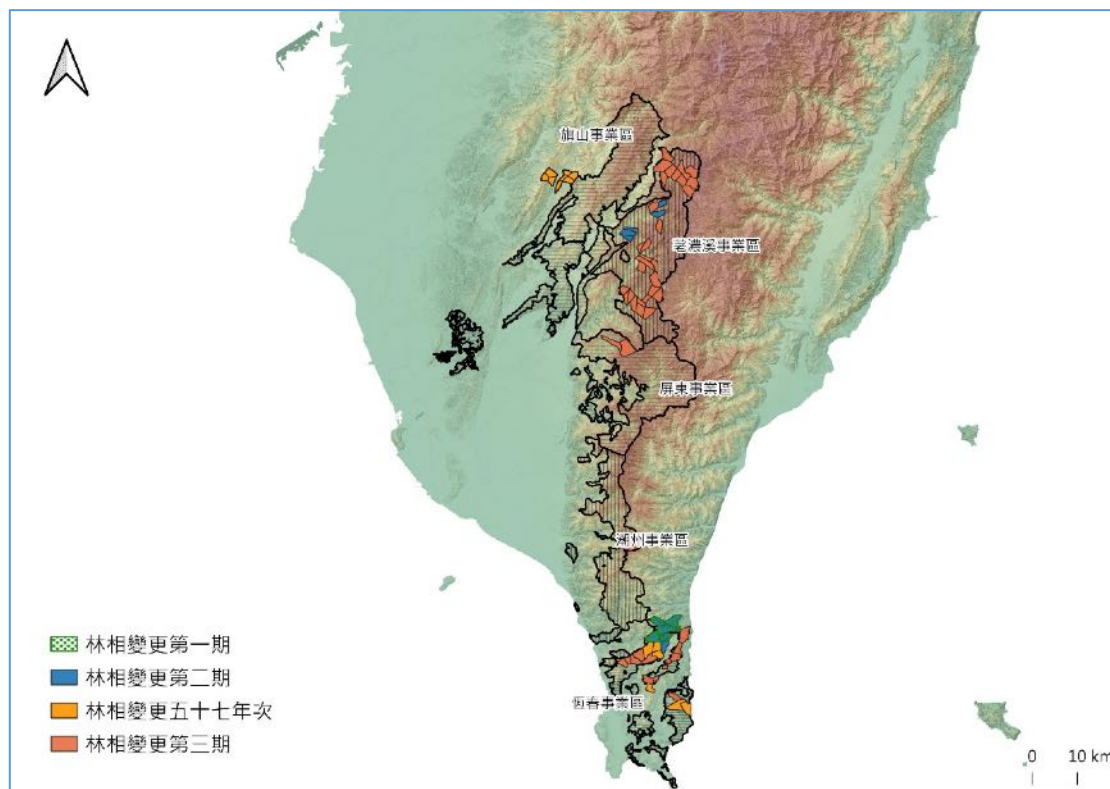 旗山事業區
荖濃溪事業區
屏東事業區
潮州事業區
恆春事業區
林相變更第一期
林相變更第二期
林相變更五十七年次
林相變更第三期
0 10 km